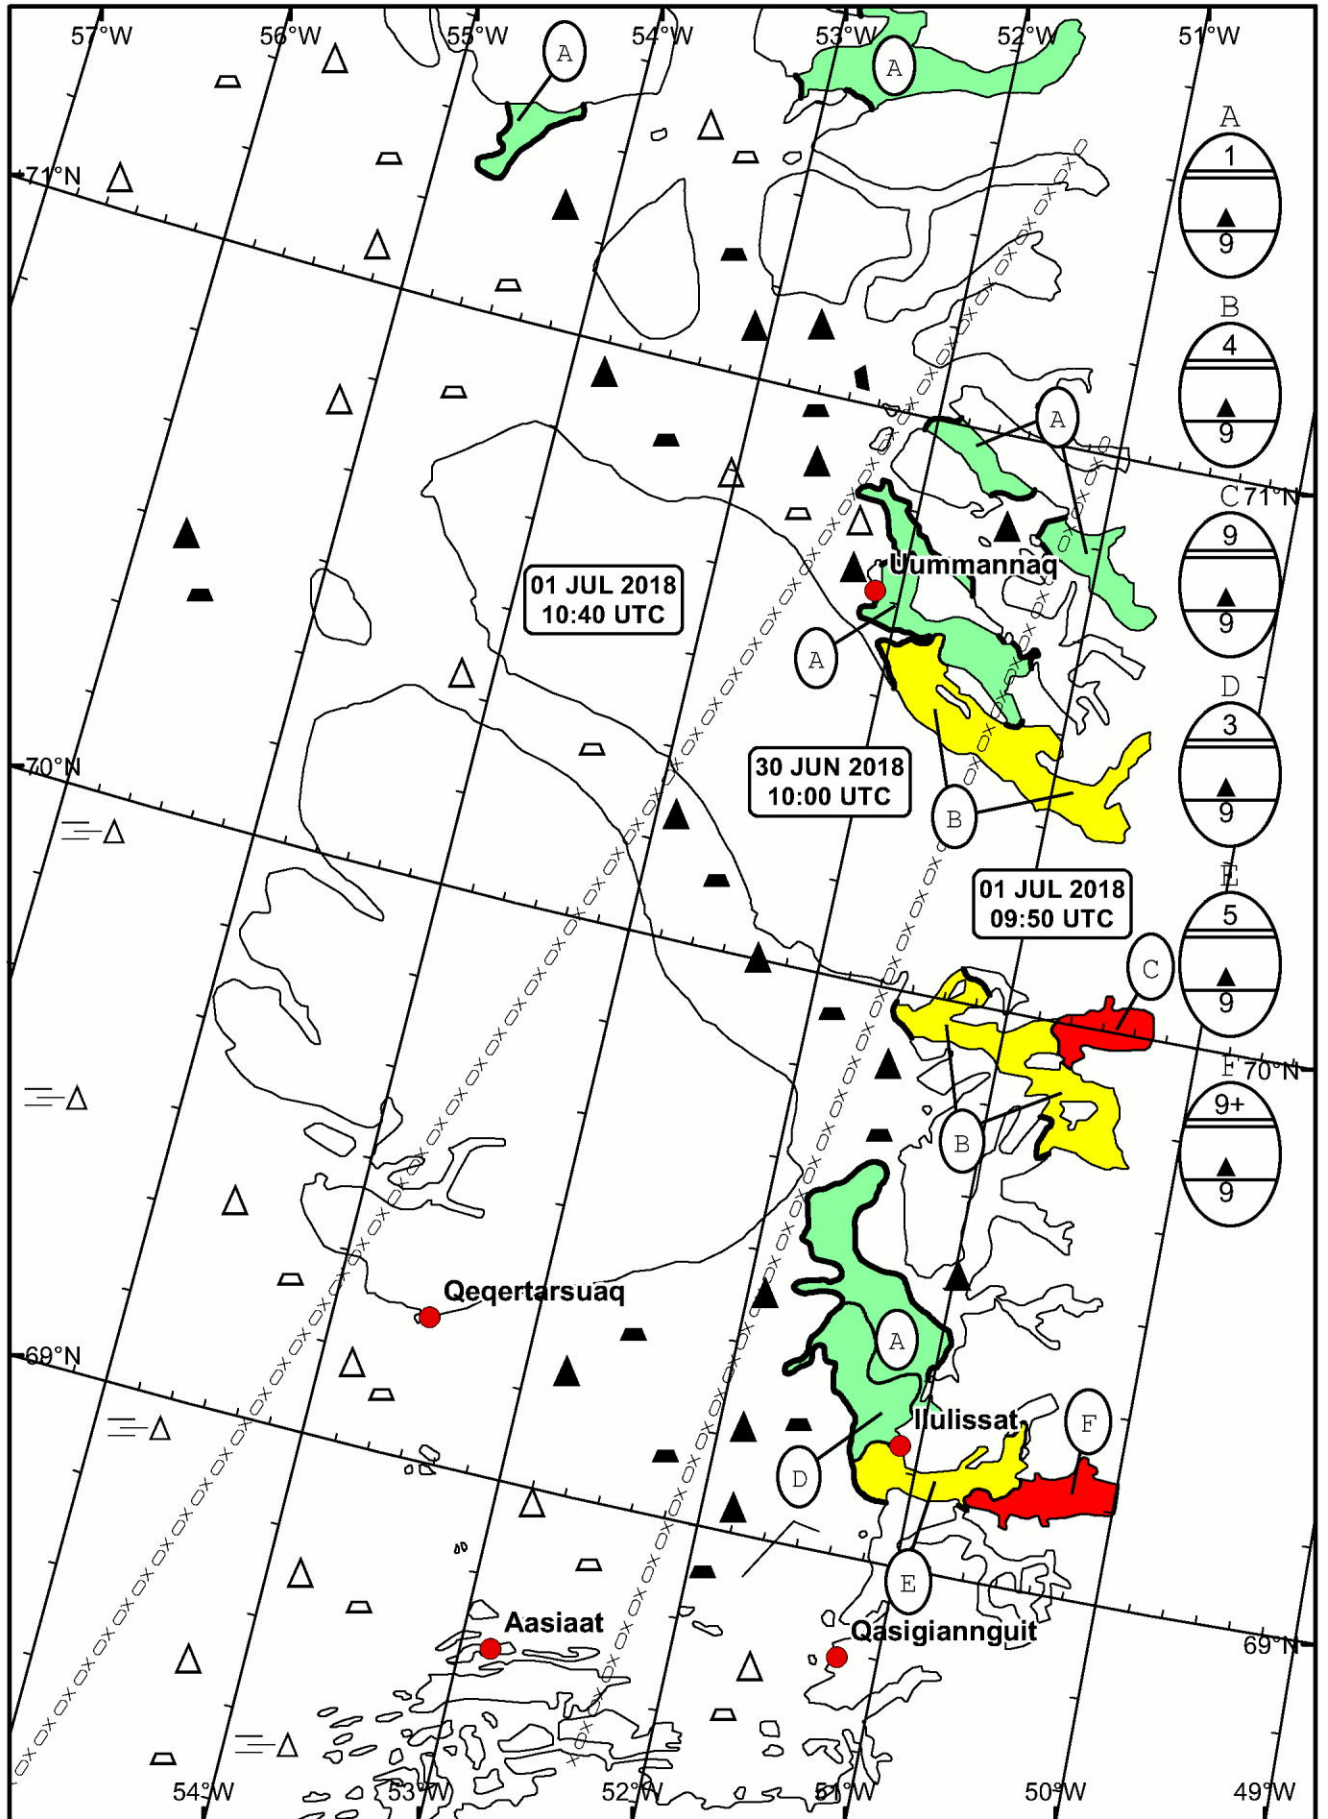 57°W 56°W 55°W 54°W 53°W 52°W 51°W
A
A
A
1
9
71°N
B
4
9
A
C
71°N
9
9
Uummannaq
01 JUL 2018
10:40 UTC
A
D
3
9
70°N
30 JUN 2018
10:00 UTC
B
01 JUL 2018
09:50 UTC
E
5
9
C
F
70°N
9+
9
B
Qeqertarsuaq
A
69°N
Ilulissat
F
D
E
Aasiaat
Qasigiannguit
69°N
54°W 53°W 52°W 51°W 50°W 49°W